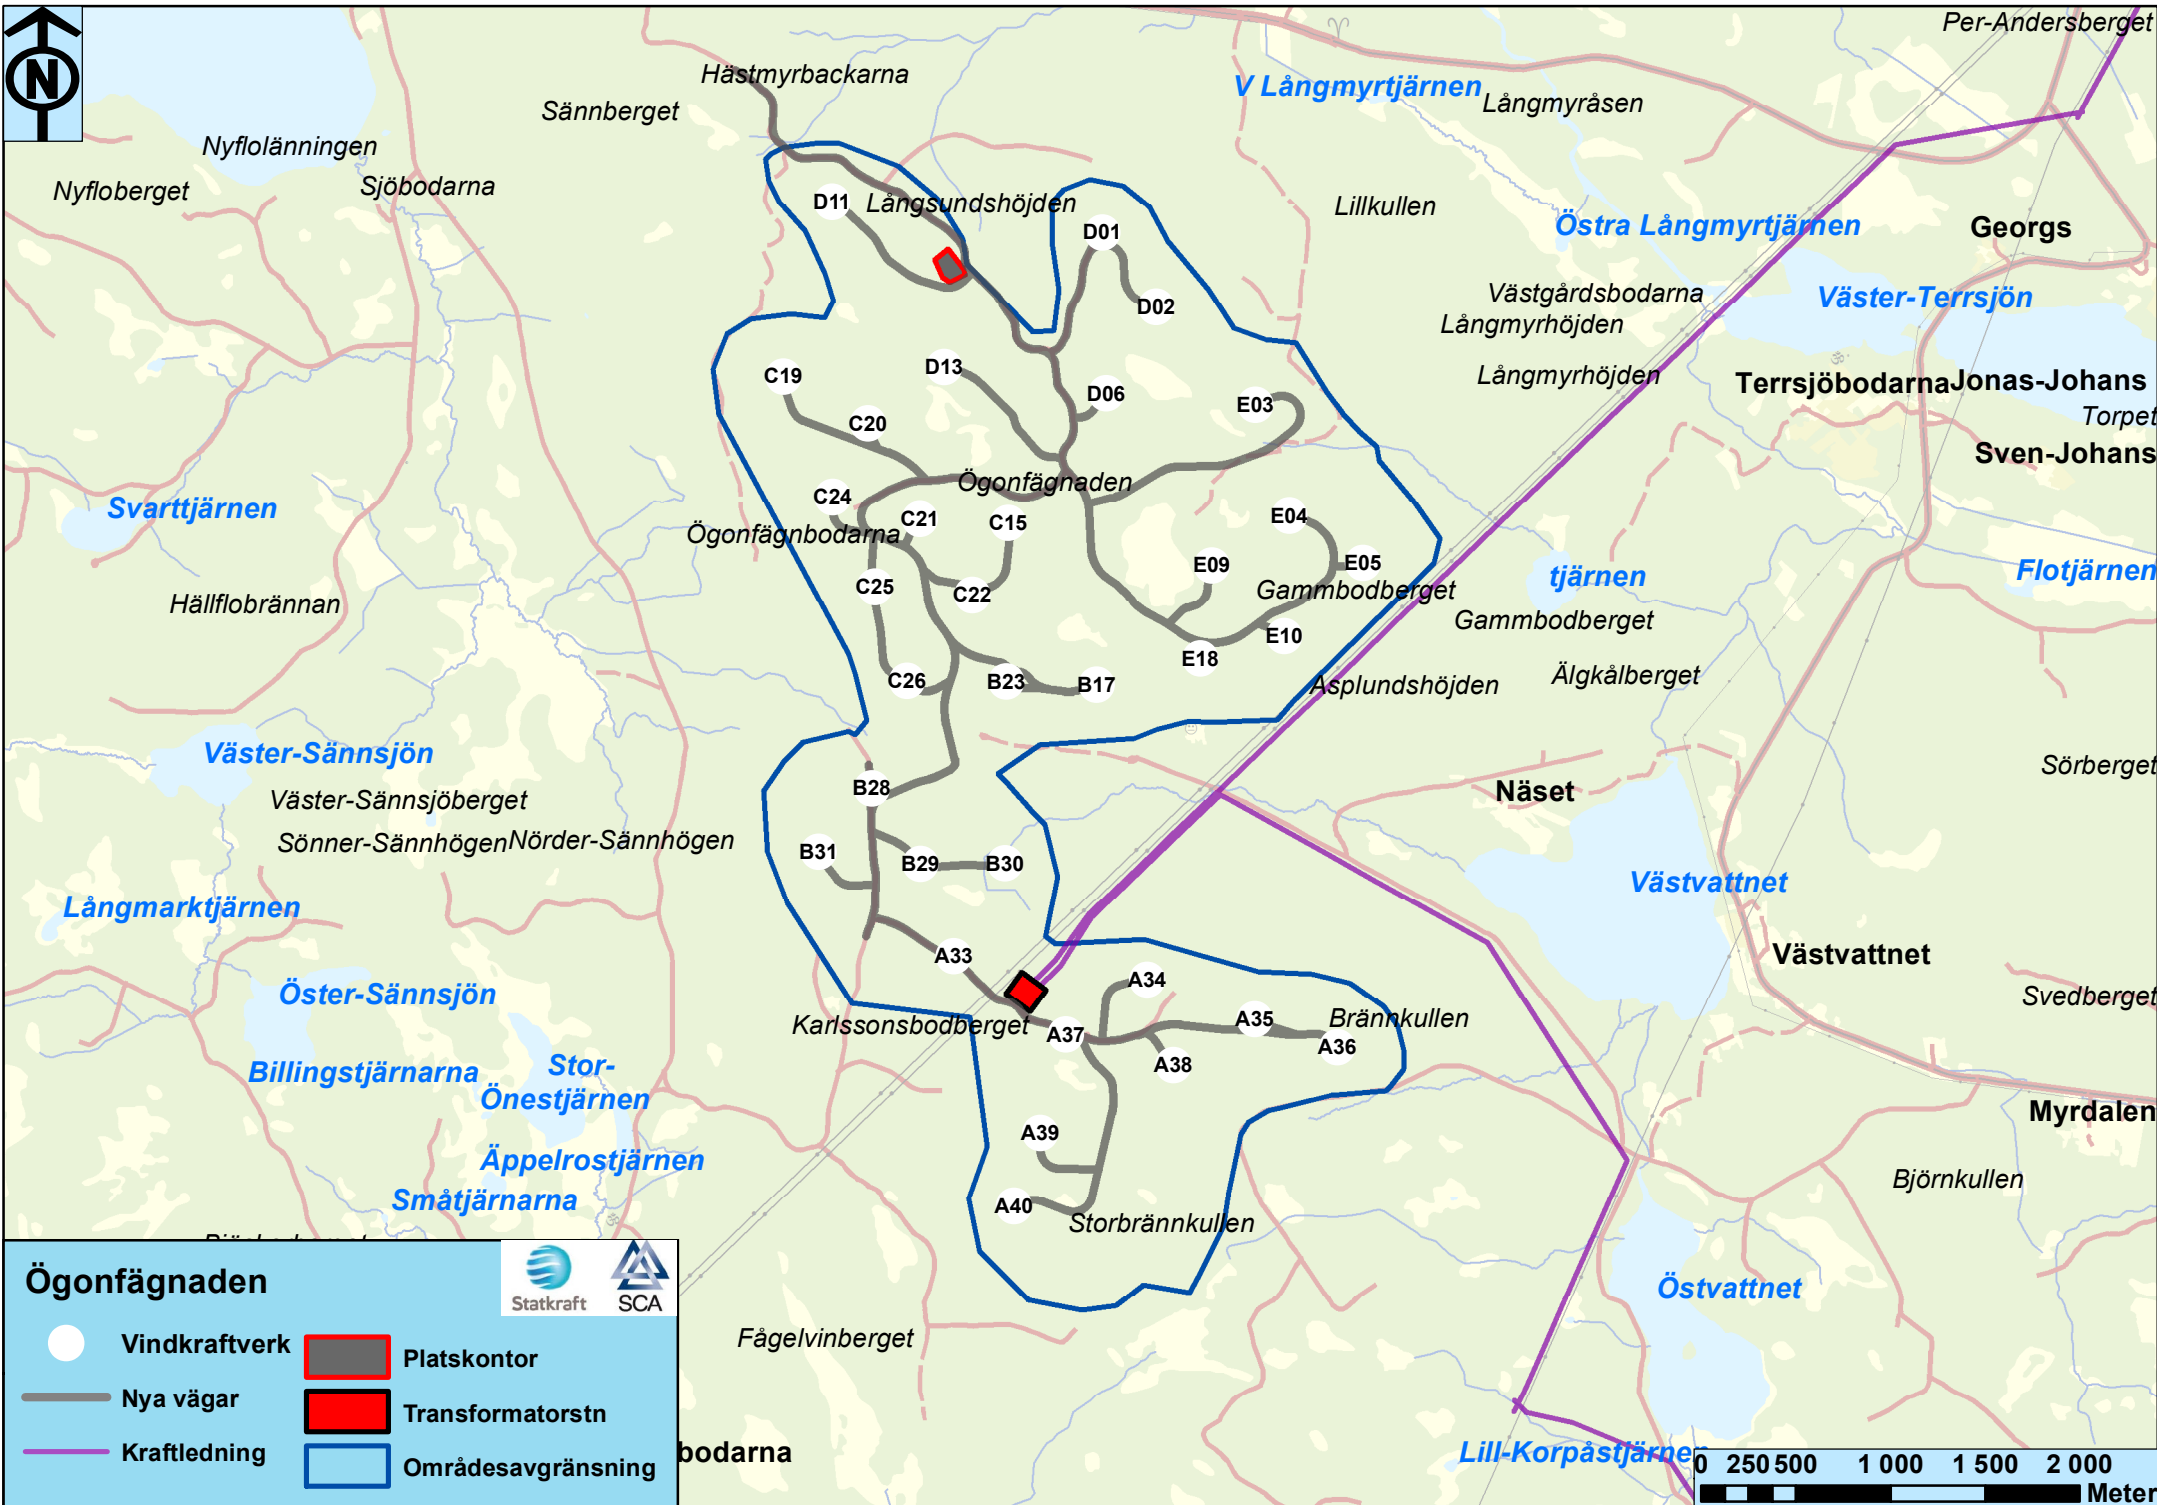 N
Per-Andersberget
Hästmyrbackarna
V Långmyrtjärnen
Långmyråsen
Sännberget
Nyflolänningen
Nyfloberget
Sjöbodarna
D11
Långsundshöjden
Lillkullen
Östra Långmyrtjärnen
Georgs
D01
D02
Västgårdsbodarna
Väster-Terrsjön
Långmyrhöjden
C19
D13
D06
E03
Långmyrhöjden
Terrsjöbodarna
Jonas-Johans
Torpet
C20
Sven-Johans
Ögonfägnaden
Svarttjärnen
C24
C21
C15
E04
Ögonfägnbodarna
E09
E05
tjärnen
Flotjärnen
C25
C22
Gammbodberget
Hällflobrännan
Gammbodberget
E10
E18
C26
B23
B17
Asplundshöjden
Älgkålberget
Väster-Sännsjön
Sörberget
B28
Näset
Väster-Sännsjöberget
Sönner-Sännhögen
Nörder-Sännhögen
B31
B29
B30
Västvattnet
Långmarktjärnen
A33
Västvattnet
A34
Öster-Sännsjön
Svedberget
Karlssonsbodberget
A37
A35
Brännkullen
A36
A38
Billingstjärnarna
Stor-
Önestjärnen
Myrdalen
A39
Äppelrostjärnen
Björnkullen
Småtjärnarna
A40
Storbrännkullen
Östvattnet
Fågelvinberget
bodarna
Lill-Korpåstjärnen
Ögonfägnaden
Statkraft
SCA
Vindkraftverk
Platskontor
Nya vägar
Transformatorstn
Kraftledning
Områdesavgränsning
0 250 500 1 000 1 500 2 000
Meter